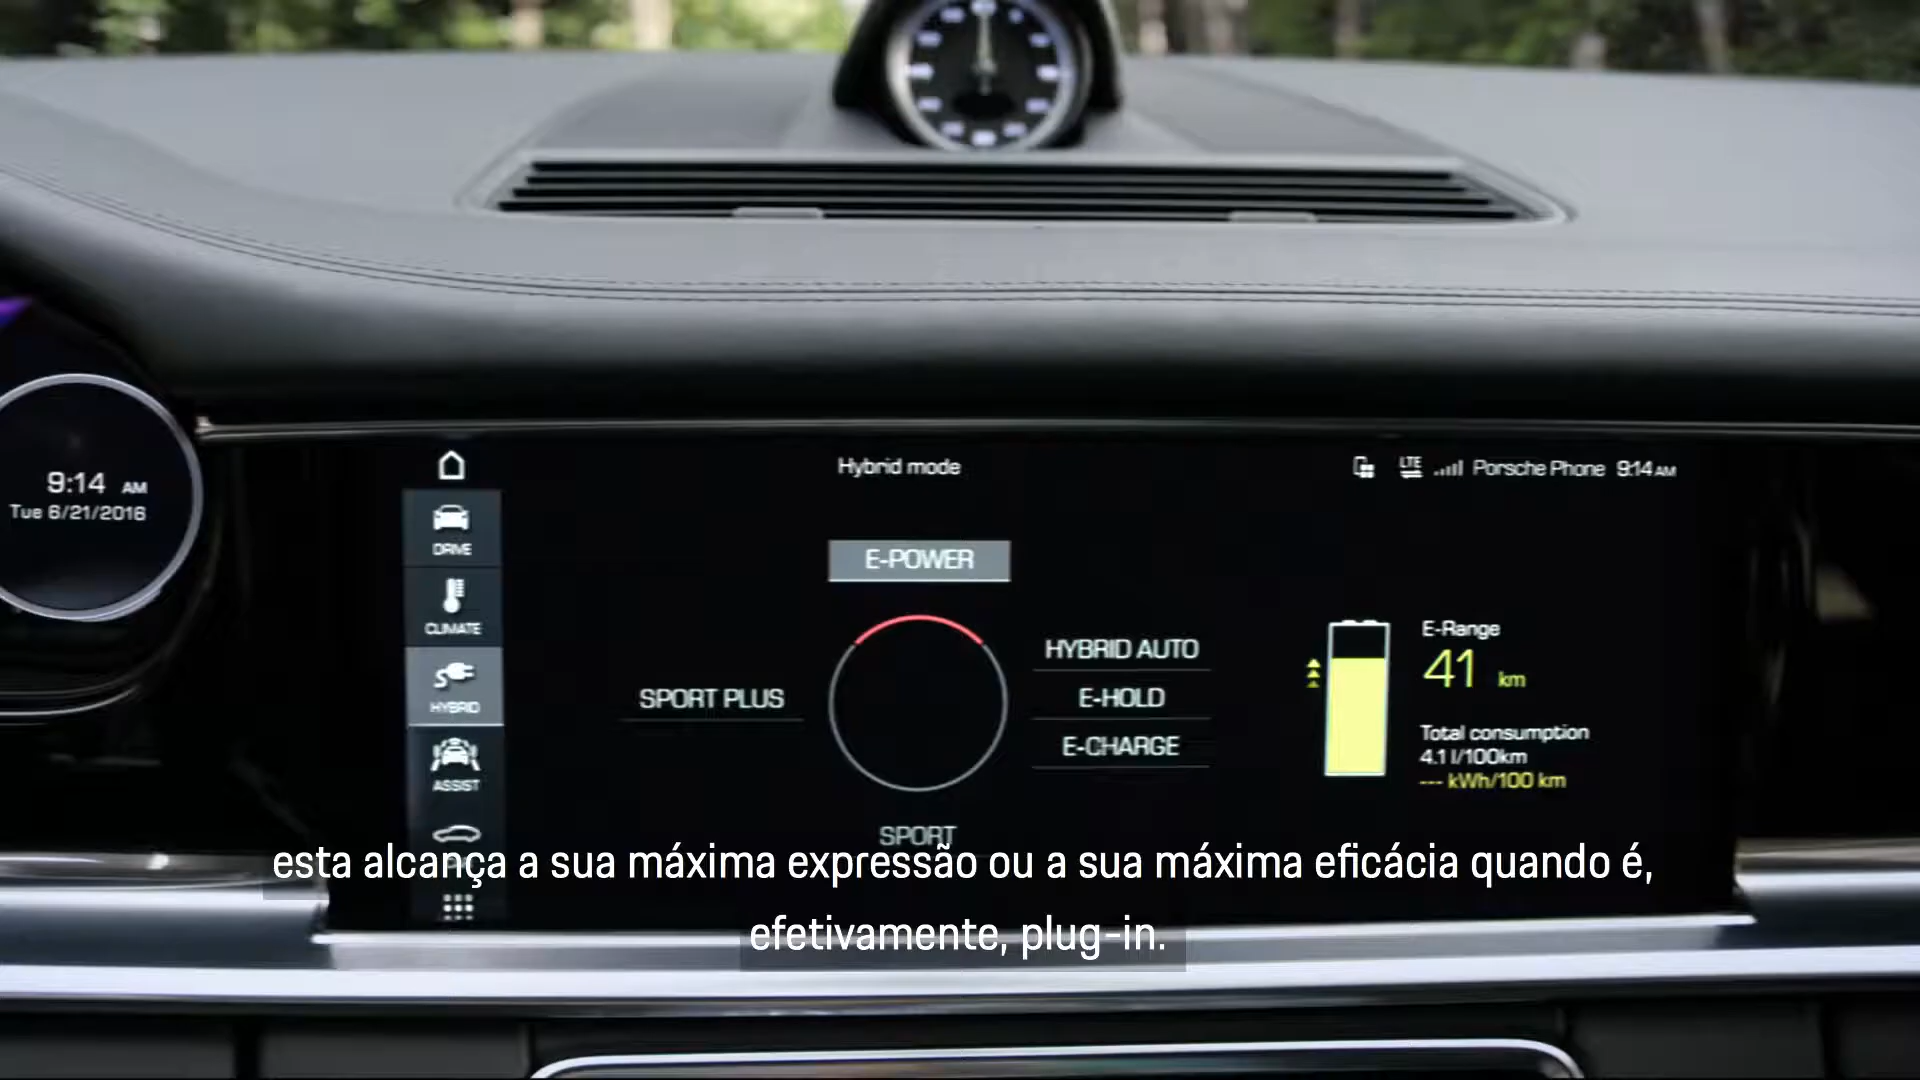 9:14 AM
Tue 6/21/2016
Hybrid mode
LTE
Porsche Phone 9:14 AM
DRIVE
CLIMATE
HYBRID
ASSIST
E-POWER
SPORT PLUS
HYBRID AUTO
E-HOLD
E-CHARGE
SPORT
E-Range
41 km
Total consumption
4.1 l/100km
--- kWh/100 km
esta alcança a sua máxima expressão ou a sua máxima eficácia quando é,
efetivamente, plug-in.